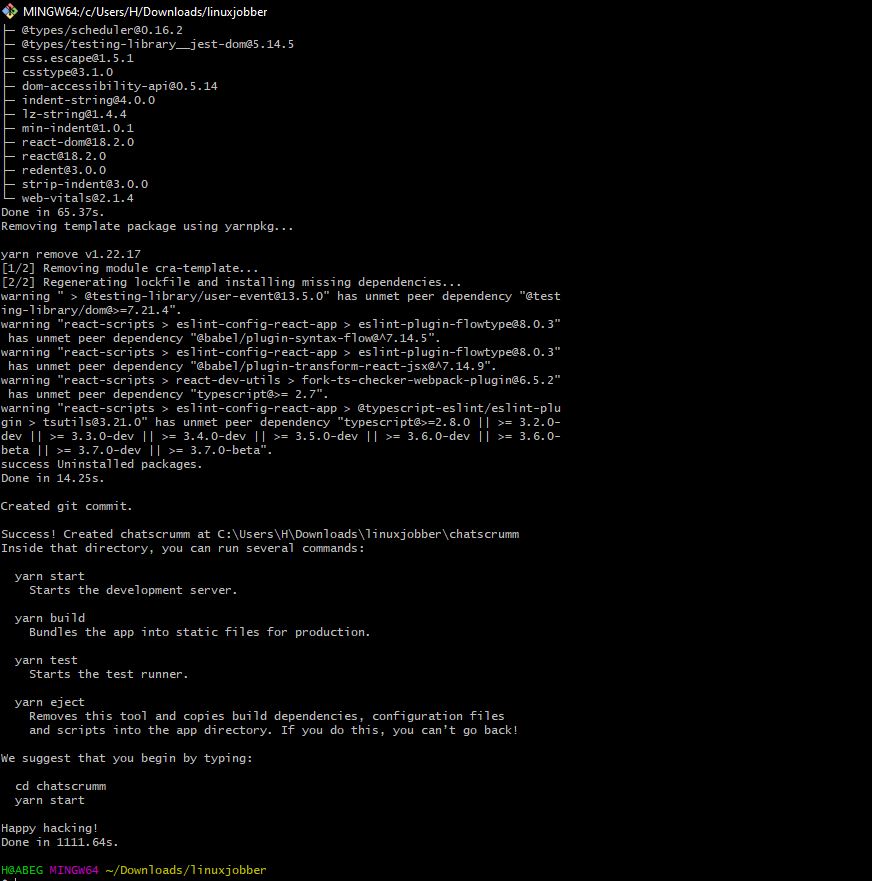 MINGW64:/c/Users/H/Downloads/linuxjobber
├─ @types/scheduler@0.16.2
├─ @types/testing-library__jest-dom@5.14.5
├─ css.escape@1.5.1
├─ csstype@3.1.0
├─ dom-accessibility-api@0.5.14
├─ indent-string@4.0.0
├─ lz-string@1.4.4
├─ min-indent@1.0.1
├─ react-dom@18.2.0
├─ react@18.2.0
├─ redent@3.0.0
├─ strip-indent@3.0.0
└─ web-vitals@2.1.4
Done in 65.37s.
Removing template package using yarnpkg...

yarn remove v1.22.17
[1/2] Removing module cra-template...
[2/2] Regenerating lockfile and installing missing dependencies...
warning " > @testing-library/user-event@13.5.0" has unmet peer dependency "@test
ing-library/dom@>=7.21.4".
warning "react-scripts > eslint-config-react-app > eslint-plugin-flowtype@8.0.3"
 has unmet peer dependency "@babel/plugin-syntax-flow@^7.14.5".
warning "react-scripts > eslint-config-react-app > eslint-plugin-flowtype@8.0.3"
 has unmet peer dependency "@babel/plugin-transform-react-jsx@^7.14.9".
warning "react-scripts > react-dev-utils > fork-ts-checker-webpack-plugin@6.5.2"
 has unmet peer dependency "typescript@>= 2.7".
warning "react-scripts > eslint-config-react-app > @typescript-eslint/eslint-plu
gin > tsutils@3.21.0" has unmet peer dependency "typescript@>=2.8.0 || >= 3.2.0-
dev || >= 3.3.0-dev || >= 3.4.0-dev || >= 3.5.0-dev || >= 3.6.0-dev || >= 3.6.0-
beta || >= 3.7.0-dev || >= 3.7.0-beta".
success Uninstalled packages.
Done in 14.25s.

Created git commit.

Success! Created chatscrumm at C:\Users\H\Downloads\linuxjobber\chatscrumm
Inside that directory, you can run several commands:

  yarn start
    Starts the development server.

  yarn build
    Bundles the app into static files for production.

  yarn test
    Starts the test runner.

  yarn eject
    Removes this tool and copies build dependencies, configuration files
    and scripts into the app directory. If you do this, you can't go back!

We suggest that you begin by typing:

  cd chatscrumm
  yarn start

Happy hacking!
Done in 1111.64s.

H@ABEG MINGW64 ~/Downloads/linuxjobber